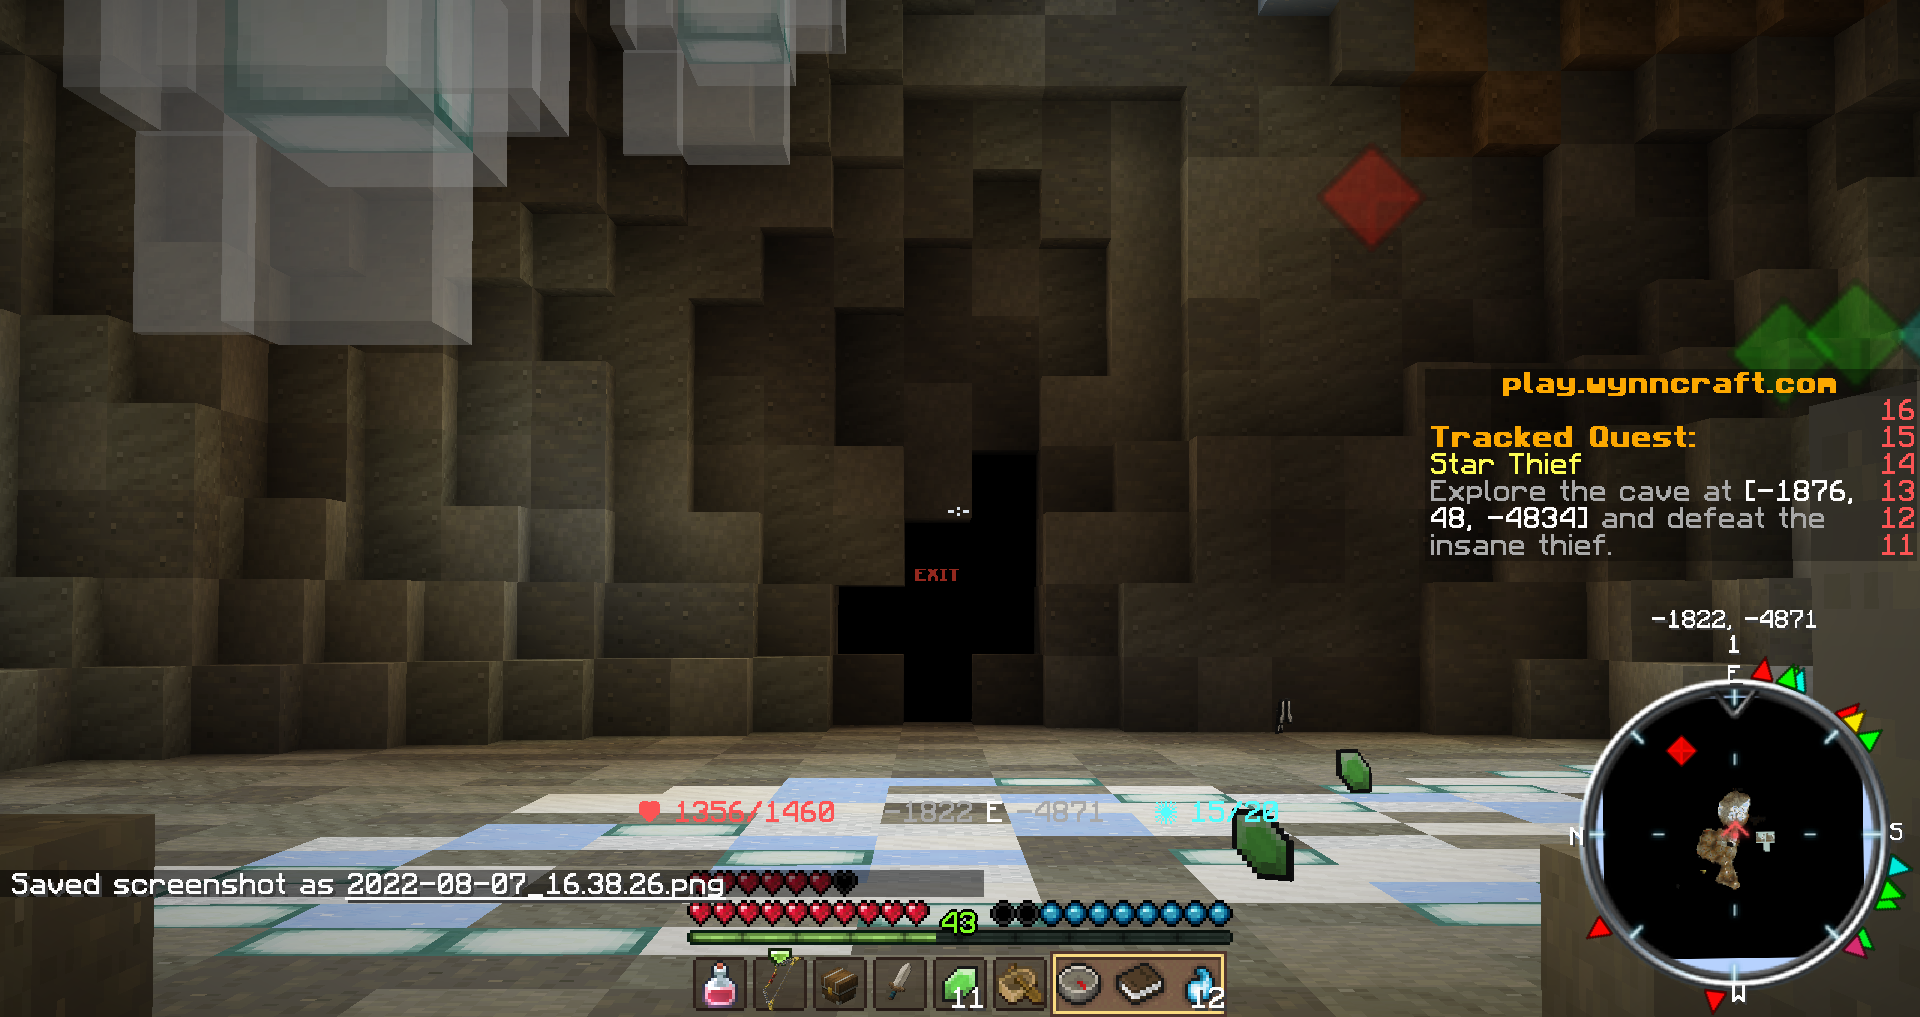 play.wynncraft.com
16
Tracked Quest: 15
Star Thief 14
Explore the cave at [-1876, 13
48, -4834] and defeat the 12
insane thief. 11
EXIT
-1822, -4871
1
E
N
S
W
1356/1460 -1822 E -4871 15/20
Saved screenshot as 2022-08-07_16.38.26.png
43
11
12